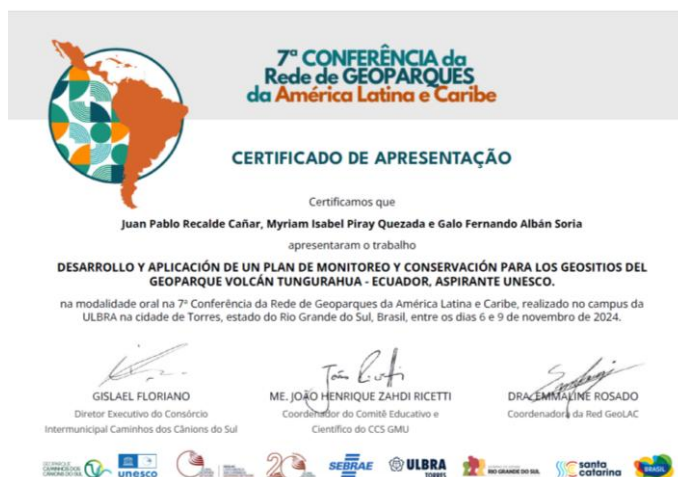 7ª CONFERÊNCIA da
Rede de GEOPARQUES
da América Latina e Caribe
CERTIFICADO DE APRESENTAÇÃO
Certificamos que
Juan Pablo Recalde Cañar, Myriam Isabel Piray Quezada e Galo Fernando Albán Soria
apresentaram o trabalho
DESARROLLO Y APLICACIÓN DE UN PLAN DE MONITOREO Y CONSERVACIÓN PARA LOS GEOSITIOS DEL
GEOPARQUE VOLCÁN TUNGURAHUA - ECUADOR, ASPIRANTE UNESCO.
na modalidade oral na 7ª Conferência da Rede de Geoparques da América Latina e Caribe, realizado no campus da
ULBRA na cidade de Torres, estado do Rio Grande do Sul, Brasil, entre os dias 6 e 9 de novembro de 2024.
GISLAEL FLORIANO
Diretor Executivo do Consórcio
Intermunicipal Caminhos dos Cânions do Sul
ME. JOÃO HENRIQUE ZAHDI RICETTI
Coordenador do Comitê Educativo e
Científico do CCS GMU
DRA. EMMALINE ROSADO
Coordenadora da Red GeoLAC
unesco
SEBRAE
ULBRA
TORRES
RIO GRANDE DO SUL
santa
catarina
BRASIL